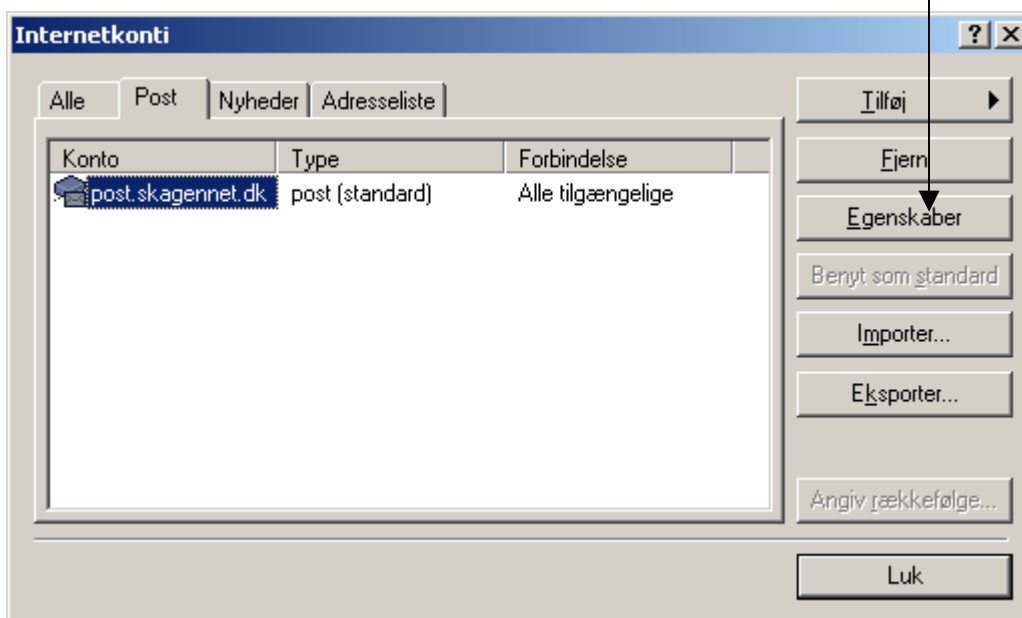 Internetkonti
Alle Post Nyheder Adresseliste
Konto Type Forbindelse
post.skagennet.dk post (standard) Alle tilgængelige
Tilføj
Fjern
Egenskaber
Benyt som standard
Importer...
Eksporter...
Angiv rækkefølge...
Luk